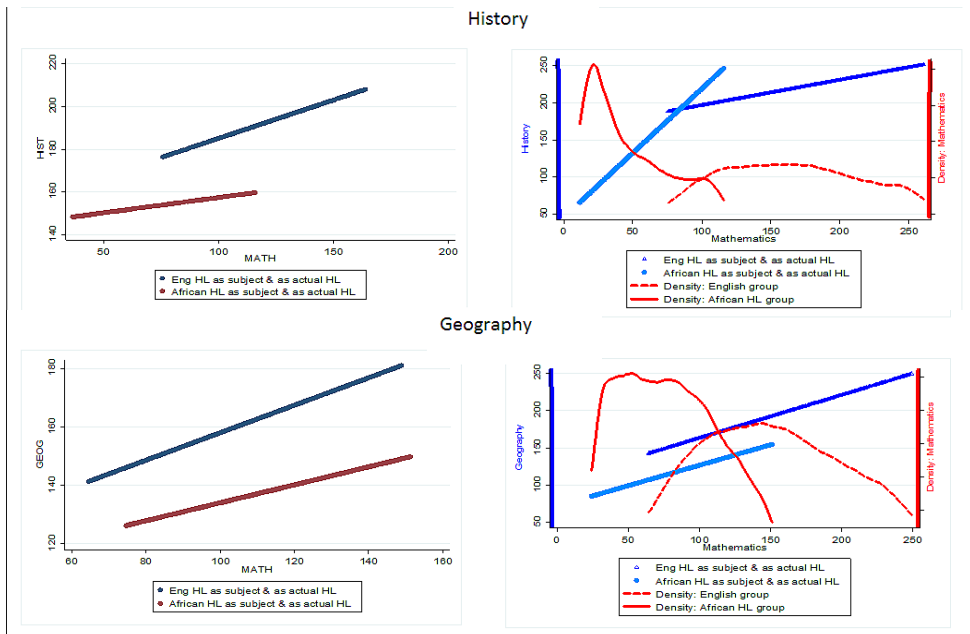 History
220
200
180
160
140
HIST
50
100
150
200
MATH
Eng HL as subject & as actual HL
African HL as subject & as actual HL
250
200
150
100
50
History
Density: Mathematics
0
50
100
150
200
250
Mathematics
Eng HL as subject & as actual HL
African HL as subject & as actual HL
Density: English group
Density: African HL group
Geography
180
160
140
120
GEOG
60
80
100
120
140
160
MATH
Eng HL as subject & as actual HL
African HL as subject & as actual HL
250
200
150
100
50
Geography
Density: Mathematics
0
50
100
150
200
250
Mathematics
Eng HL as subject & as actual HL
African HL as subject & as actual HL
Density: English group
Density: African HL group